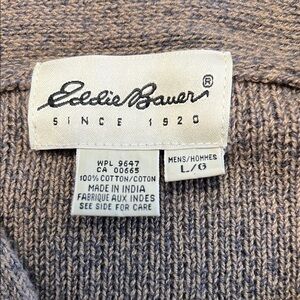 Eddie Bauer®
SINCE 1920
WPL 9647
CA 00665
100% COTTON/COTON
MADE IN INDIA
FABRIQUE AUX INDES
SEE SIDE FOR CARE
MENS/HOMMES
L/G